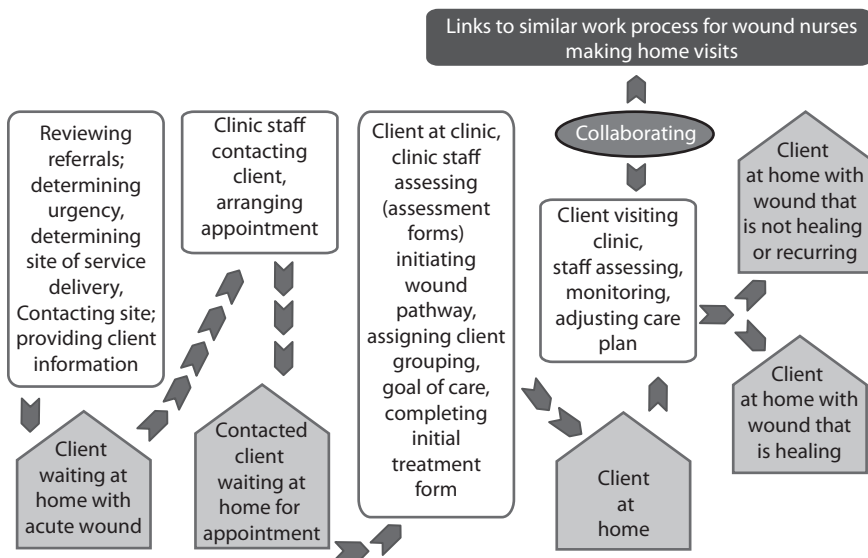 Links to similar work process for wound nurses
making home visits
Collaborating
Reviewing
referrals;
determining
urgency,
determining
site of service
delivery,
Contacting site;
providing client
information
Client
waiting at
home with
acute wound
Clinic staff
contacting
client,
arranging
appointment
Contacted
client
waiting at
home for
appointment
Client at clinic,
clinic staff
assessing
(assessment
forms)
initiating
wound
pathway,
assigning client
grouping,
goal of care,
completing
initial
treatment
form
Client
at
home
Client visiting
clinic,
staff assessing,
monitoring,
adjusting care
plan
Client
at home with
wound that
is not healing
or recurring
Client
at home with
wound that
is healing